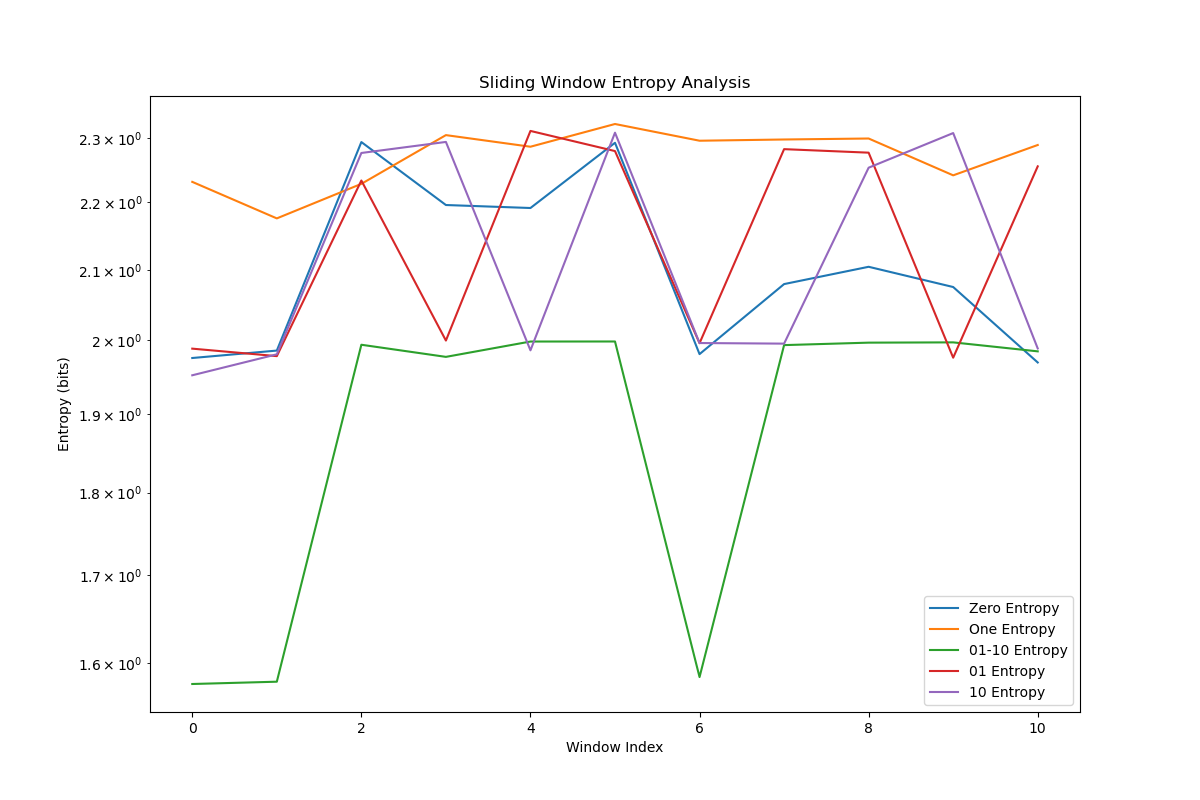 Sliding Window Entropy Analysis
Entropy (bits)
2.3 × 10⁰
2.2 × 10⁰
2.1 × 10⁰
2 × 10⁰
1.9 × 10⁰
1.8 × 10⁰
1.7 × 10⁰
1.6 × 10⁰
Zero Entropy
One Entropy
01-10 Entropy
01 Entropy
10 Entropy
0 2 4 6 8 10
Window Index